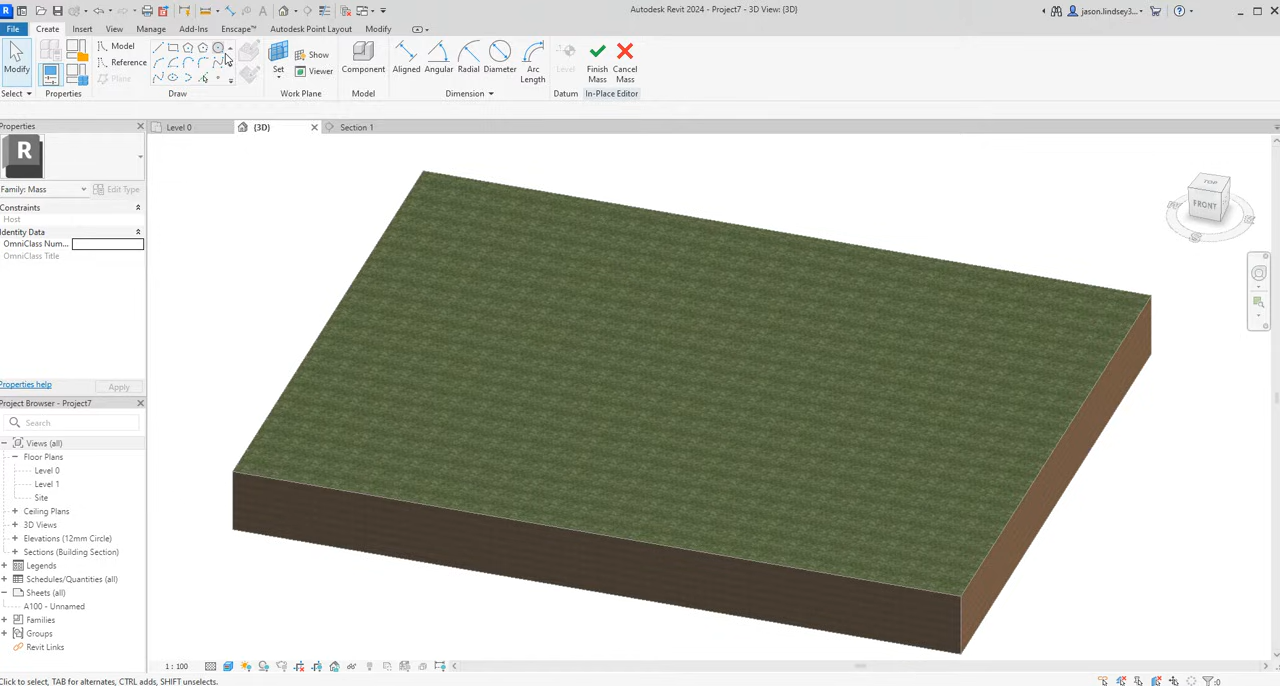 Autodesk Revit 2024 - 3D View: {3D} - Project7
jason.lindsey3...
File Create Insert View Manage Add-Ins Enscape™ Autodesk Point Layout Modify
Modify
Model
Reference
Plane
Set
Show
Viewer
Component
Aligned Angular Radial Diameter Arc Length
Level
Finish Mass
Cancel Mass
Select Properties Draw Work Plane Model Dimension Datum In-Place Editor
Properties
Level 0 {3D} Section 1
R
Family: Mass
Edit Type
Constraints
Host
Identity Data
OmniClass Num...
OmniClass Title
TOP
FRONT
S
Properties help
Apply
Project Browser - Project7
Search
Views (all)
Floor Plans
Level 0
Level 1
Site
Ceiling Plans
3D Views
Elevations (12mm Circle)
Sections (Building Section)
Legends
Schedules/Quantities (all)
Sheets (all)
A100 - Unnamed
Families
Groups
Revit Links
1 : 100
Click to select, TAB for alternates, CTRL adds, SHIFT unselects.
:0